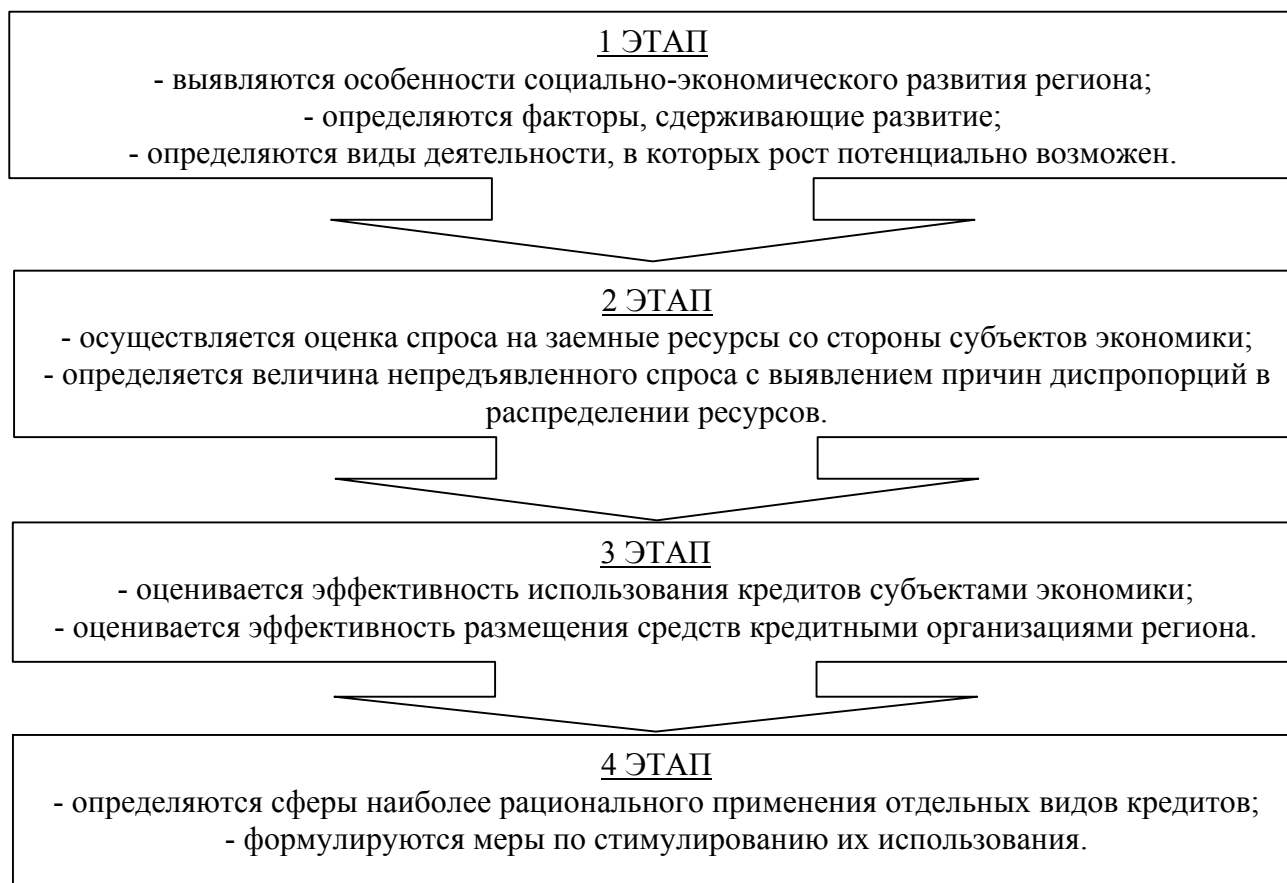 1 ЭТАП
- выявляются особенности социально-экономического развития региона;
- определяются факторы, сдерживающие развитие;
- определяются виды деятельности, в которых рост потенциально возможен.
2 ЭТАП
- осуществляется оценка спроса на заемные ресурсы со стороны субъектов экономики;
- определяется величина непредъявленного спроса с выявлением причин диспропорций в
распределении ресурсов.
3 ЭТАП
- оценивается эффективность использования кредитов субъектами экономики;
- оценивается эффективность размещения средств кредитными организациями региона.
4 ЭТАП
- определяются сферы наиболее рационального применения отдельных видов кредитов;
- формулируются меры по стимулированию их использования.